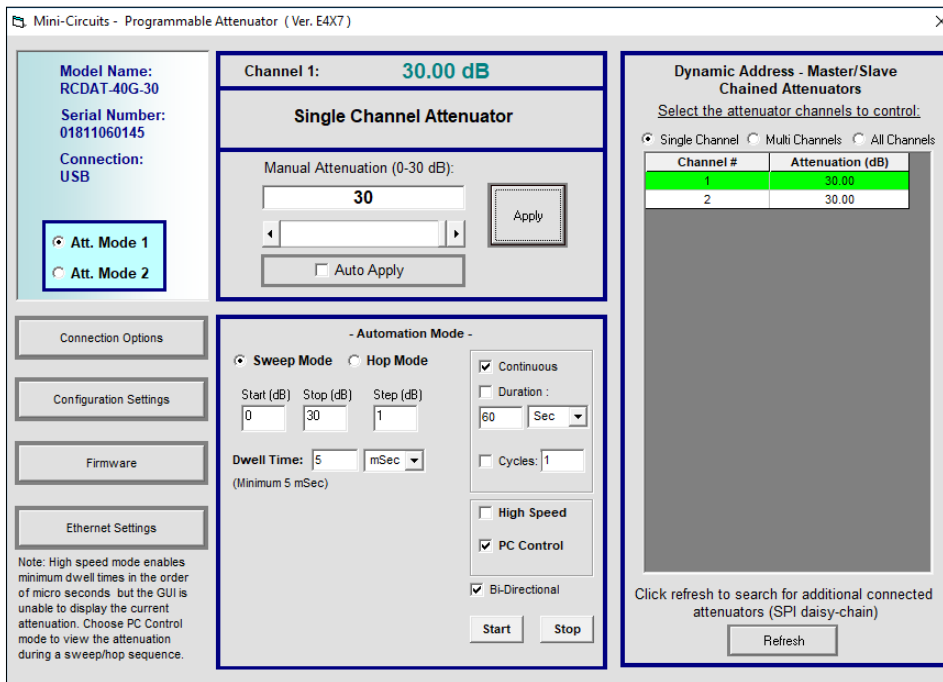 Mini-Circuits - Programmable Attenuator ( Ver. E4X7 )
Model Name:
RCDAT-40G-30
Serial Number:
01811060145
Connection:
USB
Att. Mode 1
Att. Mode 2
Connection Options
Configuration Settings
Firmware
Ethernet Settings
Note: High speed mode enables
minimum dwell times in the order
of micro seconds but the GUI is
unable to display the current
attenuation. Choose PC Control
mode to view the attenuation
during a sweep/hop sequence.
Channel 1: 30.00 dB
Single Channel Attenuator
Manual Attenuation (0-30 dB):
30
Apply
Auto Apply
- Automation Mode -
Sweep Mode Hop Mode
Start (dB) Stop (dB) Step (dB)
0 30 1
Dwell Time: 5 mSec
(Minimum 5 mSec)
Continuous
Duration :
60 Sec
Cycles: 1
High Speed
PC Control
Bi-Directional
Start Stop
Dynamic Address - Master/Slave
Chained Attenuators
Select the attenuator channels to control:
Single Channel Multi Channels All Channels
Channel # Attenuation (dB)
1 30.00
2 30.00
Click refresh to search for additional connected
attenuators (SPI daisy-chain)
Refresh